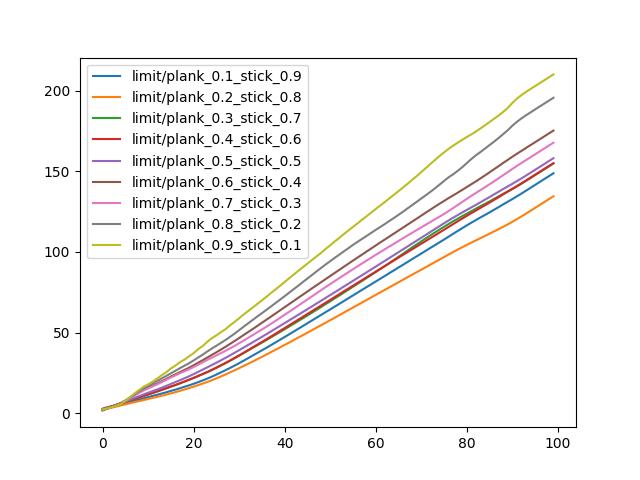 limit/plank_0.1_stick_0.9
limit/plank_0.2_stick_0.8
limit/plank_0.3_stick_0.7
limit/plank_0.4_stick_0.6
limit/plank_0.5_stick_0.5
limit/plank_0.6_stick_0.4
limit/plank_0.7_stick_0.3
limit/plank_0.8_stick_0.2
limit/plank_0.9_stick_0.1
200
150
100
50
0
0 20 40 60 80 100